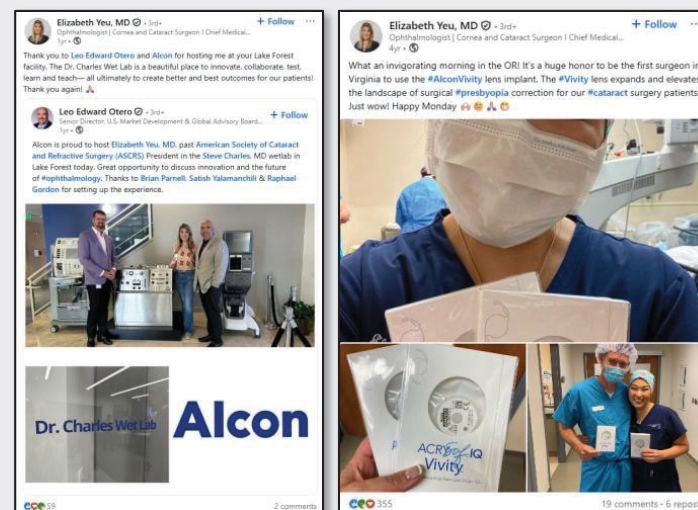 Elizabeth Yeu, MD • 3rd+
Ophthalmologist | Cornea and Cataract Surgeon I Chief Medical...
1yr •
+ Follow ...
Thank you to Leo Edward Otero and Alcon for hosting me at your Lake Forest
facility. The Dr. Charles Wet Lab is a beautiful place to innovate, collaborate, test,
learn and teach— all ultimately to create better and best outcomes for our patients!
Thank you again! 🙏
Leo Edward Otero • 3rd+
Senior Director, U.S. Market Development & Global Advisory Board...
1yr •
+ Follow
Alcon is proud to host Elizabeth Yeu, MD, past American Society of Cataract
and Refractive Surgery (ASCRS) President in the Steve Charles, MD wetlab in
Lake Forest today. Great opportunity to discuss innovation and the future
of #ophthalmology. Thanks to Brian Parnell, Satish Yalamanchili & Raphael
Gordon for setting up the experience.
Dr. Charles Wet Lab
Alcon
59
2 comments
Elizabeth Yeu, MD • 3rd+
Ophthalmologist | Cornea and Cataract Surgeon I Chief Medical...
4yr •
+ Follow ...
What an invigorating morning in the OR! It's a huge honor to be the first surgeon in
Virginia to use the #AlconVivity lens implant. The #Vivity lens expands and elevates
the landscape of surgical #presbyopia correction for our #cataract surgery patients.
Just wow! Happy Monday
ACRYSof IQ
Vivity
355
19 comments • 6 repost